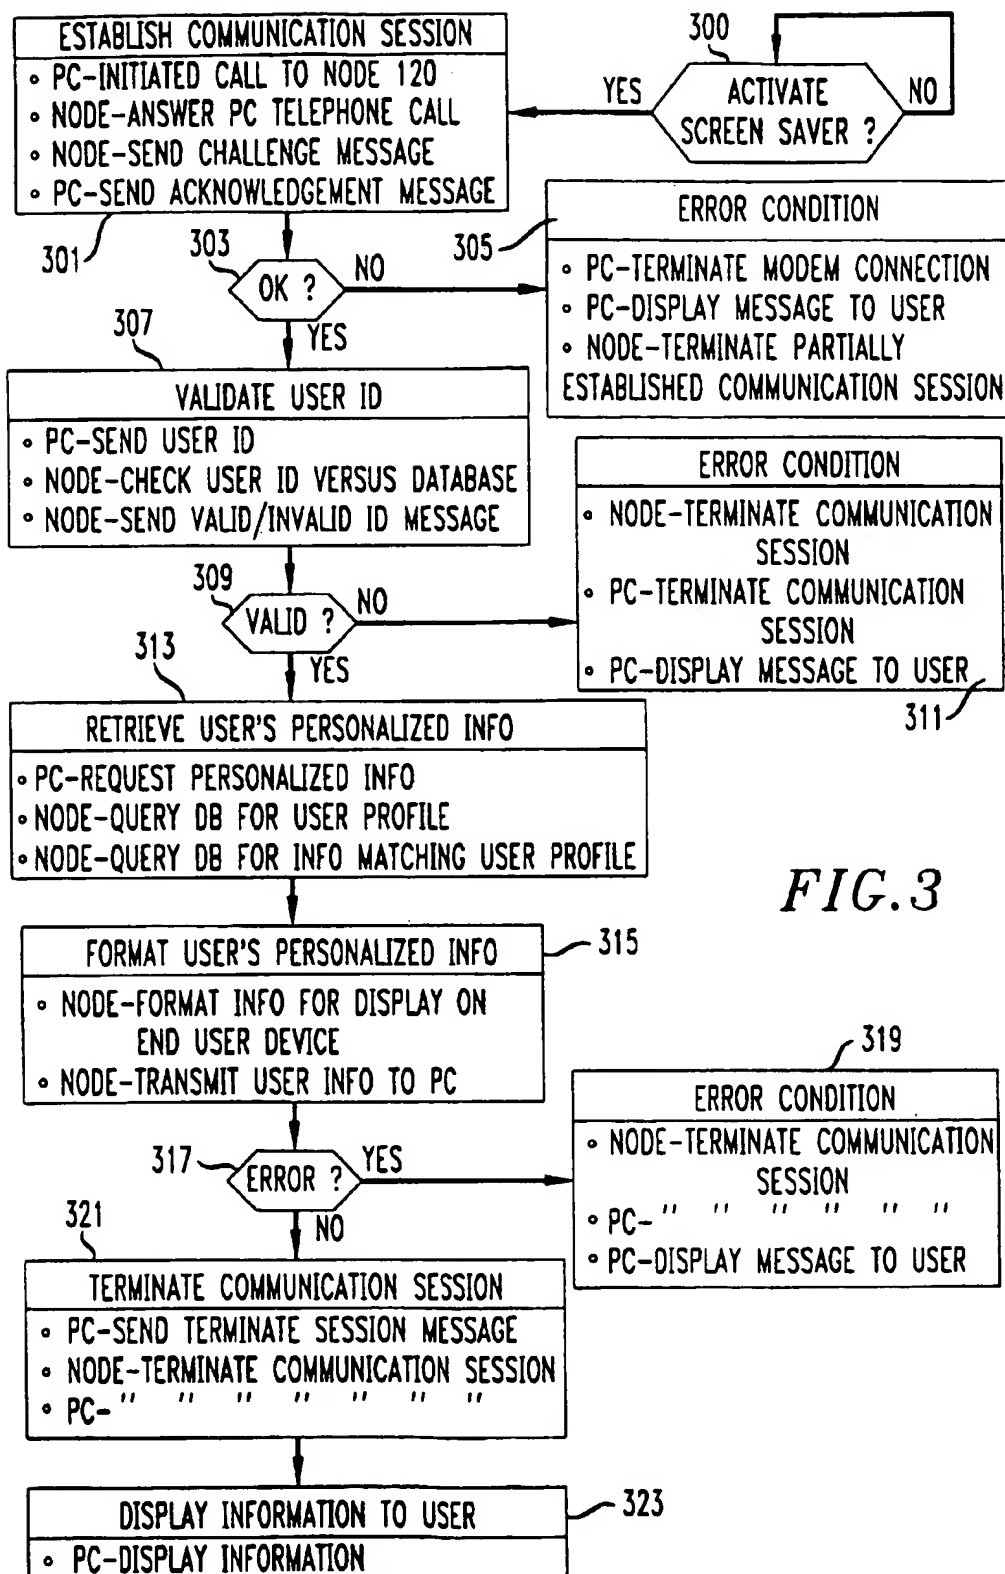 300
ACTIVATE
SCREEN SAVER ?
YES
NO
ESTABLISH COMMUNICATION SESSION
◦ PC-INITIATED CALL TO NODE 120
◦ NODE-ANSWER PC TELEPHONE CALL
◦ NODE-SEND CHALLENGE MESSAGE
◦ PC-SEND ACKNOWLEDGEMENT MESSAGE
301
303
OK ?
NO
YES
305
ERROR CONDITION
◦ PC-TERMINATE MODEM CONNECTION
◦ PC-DISPLAY MESSAGE TO USER
◦ NODE-TERMINATE PARTIALLY
ESTABLISHED COMMUNICATION SESSION
307
VALIDATE USER ID
◦ PC-SEND USER ID
◦ NODE-CHECK USER ID VERSUS DATABASE
◦ NODE-SEND VALID/INVALID ID MESSAGE
309
VALID ?
NO
YES
ERROR CONDITION
◦ NODE-TERMINATE COMMUNICATION
SESSION
◦ PC-TERMINATE COMMUNICATION
SESSION
◦ PC-DISPLAY MESSAGE TO USER
311
313
RETRIEVE USER'S PERSONALIZED INFO
◦ PC-REQUEST PERSONALIZED INFO
◦ NODE-QUERY DB FOR USER PROFILE
◦ NODE-QUERY DB FOR INFO MATCHING USER PROFILE
FIG.3
315
FORMAT USER'S PERSONALIZED INFO
◦ NODE-FORMAT INFO FOR DISPLAY ON
END USER DEVICE
◦ NODE-TRANSMIT USER INFO TO PC
317
ERROR ?
YES
NO
319
ERROR CONDITION
◦ NODE-TERMINATE COMMUNICATION
SESSION
◦ PC- " " " " " "
◦ PC-DISPLAY MESSAGE TO USER
321
TERMINATE COMMUNICATION SESSION
◦ PC-SEND TERMINATE SESSION MESSAGE
◦ NODE-TERMINATE COMMUNICATION SESSION
◦ PC- " " " " " " "
323
DISPLAY INFORMATION TO USER
◦ PC-DISPLAY INFORMATION